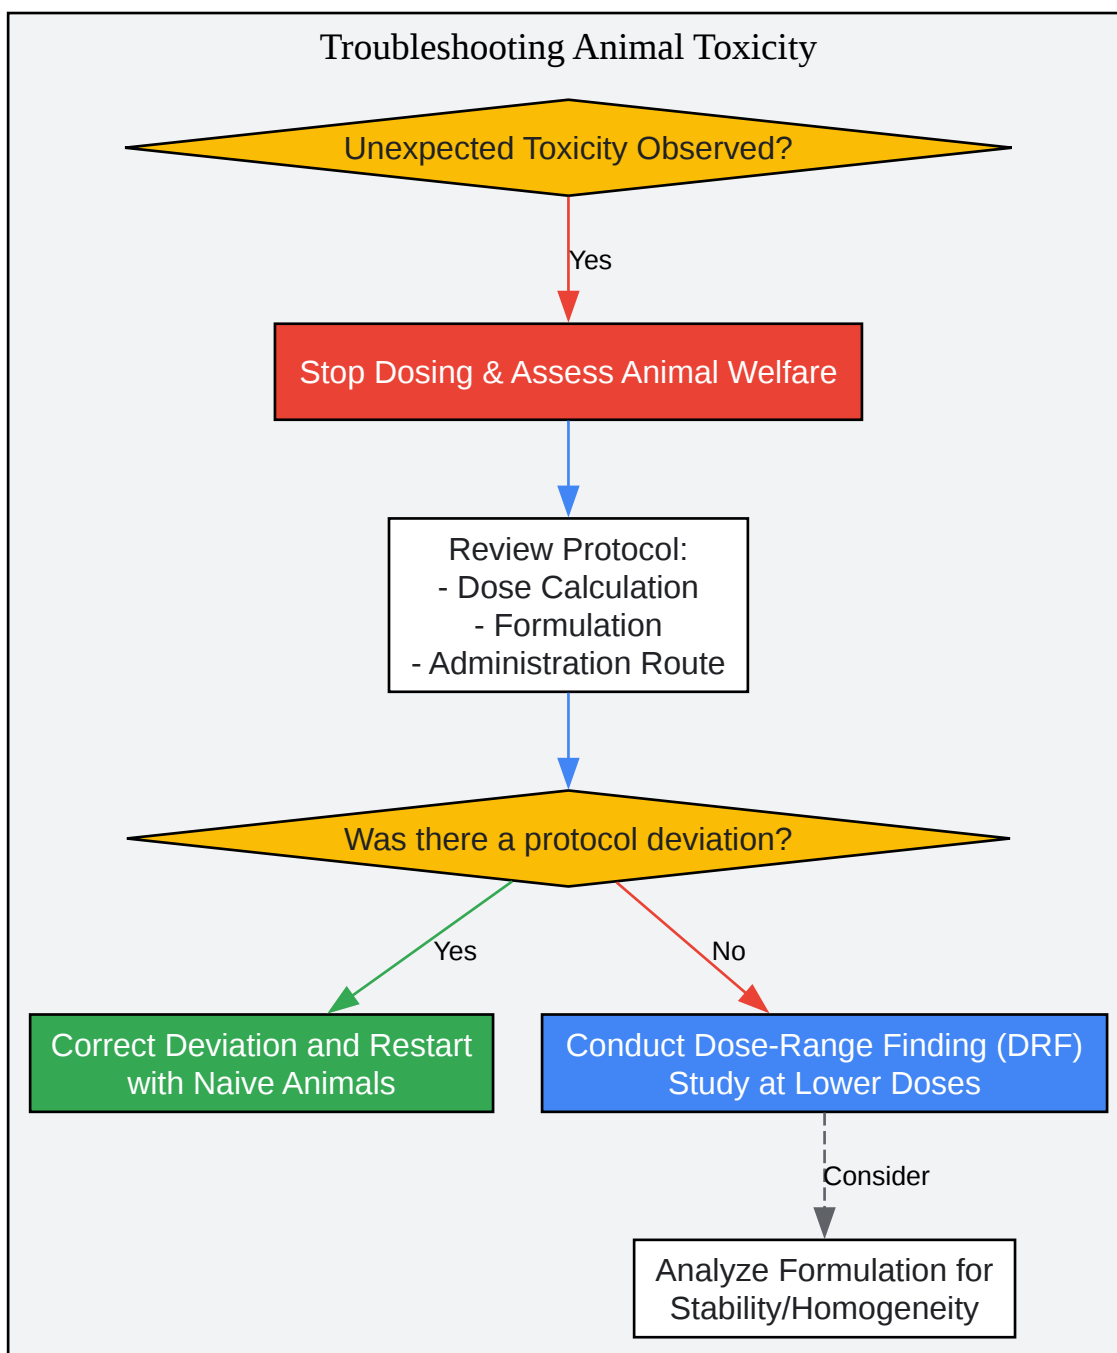 Troubleshooting Animal Toxicity
Unexpected Toxicity Observed?
Yes
Stop Dosing & Assess Animal Welfare
Review Protocol:
- Dose Calculation
- Formulation
- Administration Route
Was there a protocol deviation?
Yes
No
Correct Deviation and Restart
with Naive Animals
Conduct Dose-Range Finding (DRF)
Study at Lower Doses
Consider
Analyze Formulation for
Stability/Homogeneity